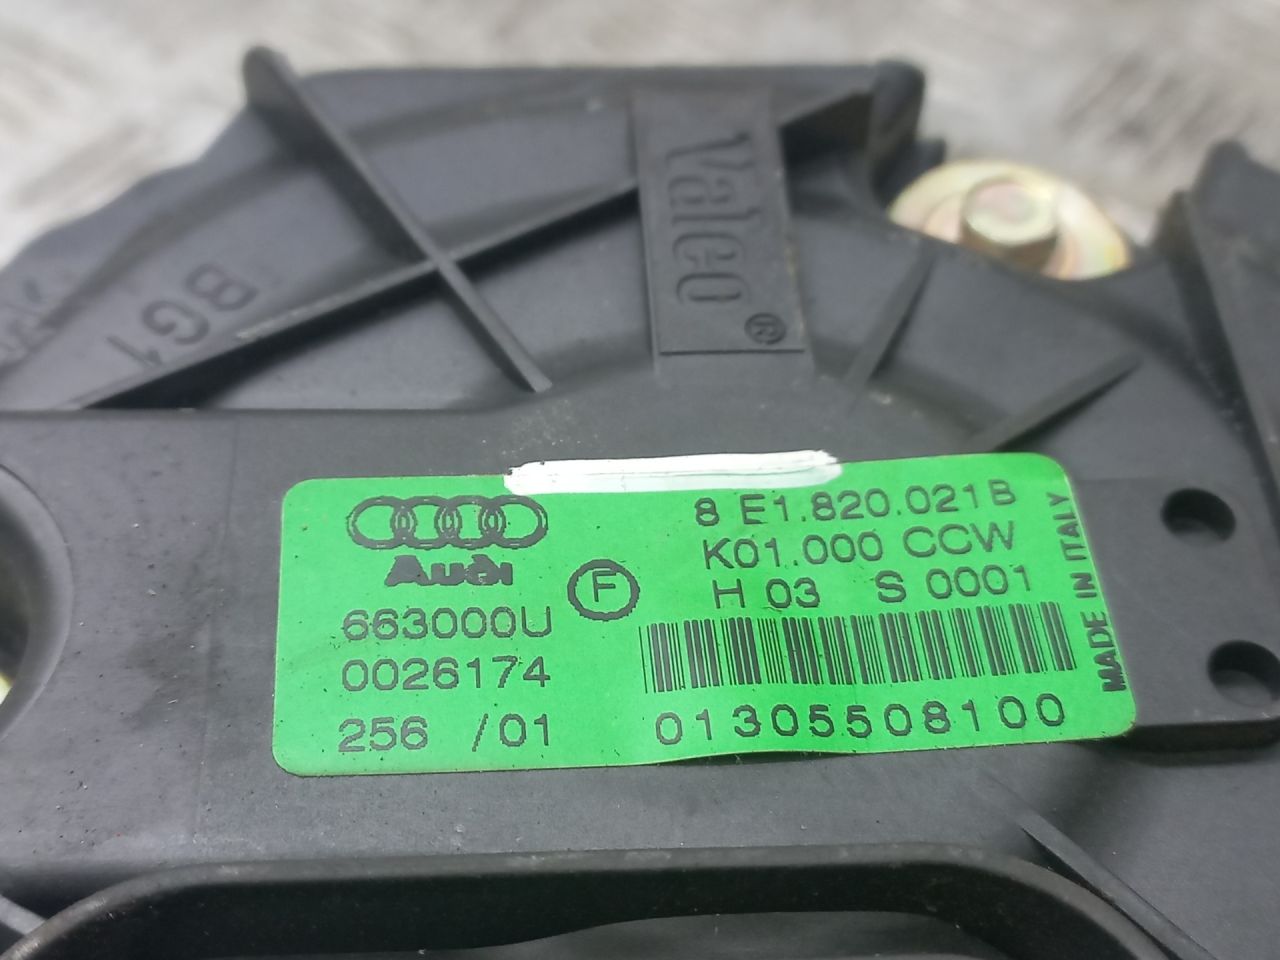 Valeo®
BG1
Audi
F
663000U
0026174
256 /01
8 E1.820.021B
K01.000 CCW
H 03 S 0001
01305508100
MADE IN ITALY